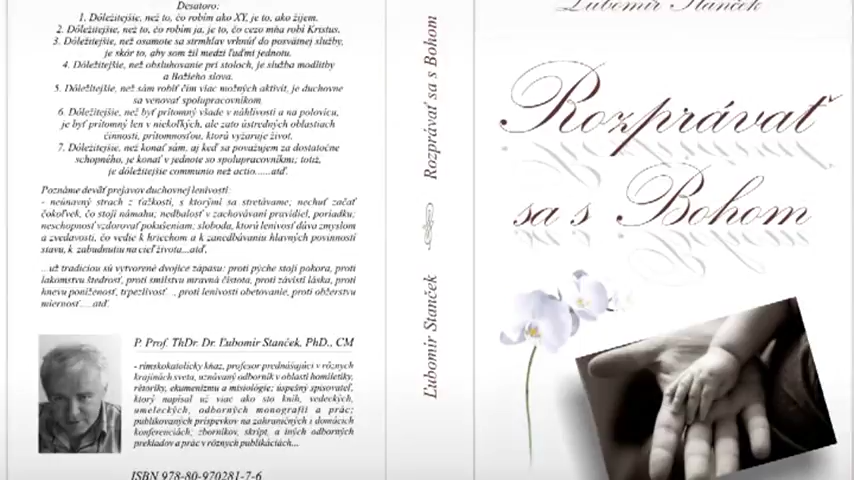 Desatoro:
1. Dôležitejšie, než to, čo robím ako XY, je to, ako žijem.
2. Dôležitejšie, než to, čo robím ja, je to, čo cezo mňa robí Kristus.
3. Dôležitejšie, než osamote sa strmhlav vrhnúť do posvätnej služby,
je skôr to, aby som žil medzi ľuďmi jednotu.
4. Dôležitejšie, než obsluhovanie pri stoloch, je služba modlitby
a Božieho slova.
5. Dôležitejšie, než sám robiť čím viac možných aktivít, je duchovne
sa venovať spolupracovníkom.
6. Dôležitejšie, než byť prítomný všade v náhlivosti a na polovicu,
je byť prítomný len v niekoľkých, ale zato ústredných oblastiach
činnosti, prítomnosťou, ktorá vyžaruje život.
7. Dôležitejšie, než konať sám, aj keď sa považujem za dostatočne
schopného, je konať v jednote so spolupracovníkmi; totiž,
je dôležitejšie communio než actio......atď.
Poznáme deväť prejavov duchovnej lenivosti:
- neúnavný strach z ťažkostí, s ktorými sa stretávame; nechuť začať
čokoľvek, čo stojí námahu; nedbalosť v zachovávaní pravidiel, poriadku;
neschopnosť vzdorovať pokušeniam; sloboda, ktorú lenivosť dáva zmyslom
a zvedavosti, čo vedie k hriechom a k zanedbávaniu hlavných povinností
stavu, k zabudnutiu na cieľ života...atď.
...už tradíciou sú vytvorené dvojice zápasu: proti pýche stojí pokora, proti
lakomstvu štedrosť, proti smilstvu mravná čistota, proti závisti láska, proti
hnevu poníženosť, trpezlivosť..., proti lenivosti obetovanie, proti obžerstvu
miernosť.....atď.
P. Prof. ThDr. Dr. Ľubomír Stanček, PhD., CM
- rímskokatolícky kňaz, profesor prednášajúci v rôznych
krajinách sveta, uznávaný odborník v oblasti homiletiky,
rétoriky, ekumenizmu a misiológie; úspešný spisovateľ,
ktorý napísal už viac ako sto kníh, vedeckých,
umeleckých, odborných monografií a prác;
publikovaných príspevkov na zahraničných i domácich
konferenciách; zborníkov, skrípt, a iných odborných
prekladov a prác v rôznych publikáciách...
ISBN 978-80-970281-7-6
Ľubomír Stanček
Rozprávať sa s Bohom
Ľubomír Stanček
Rozprávať
sa s Bohom